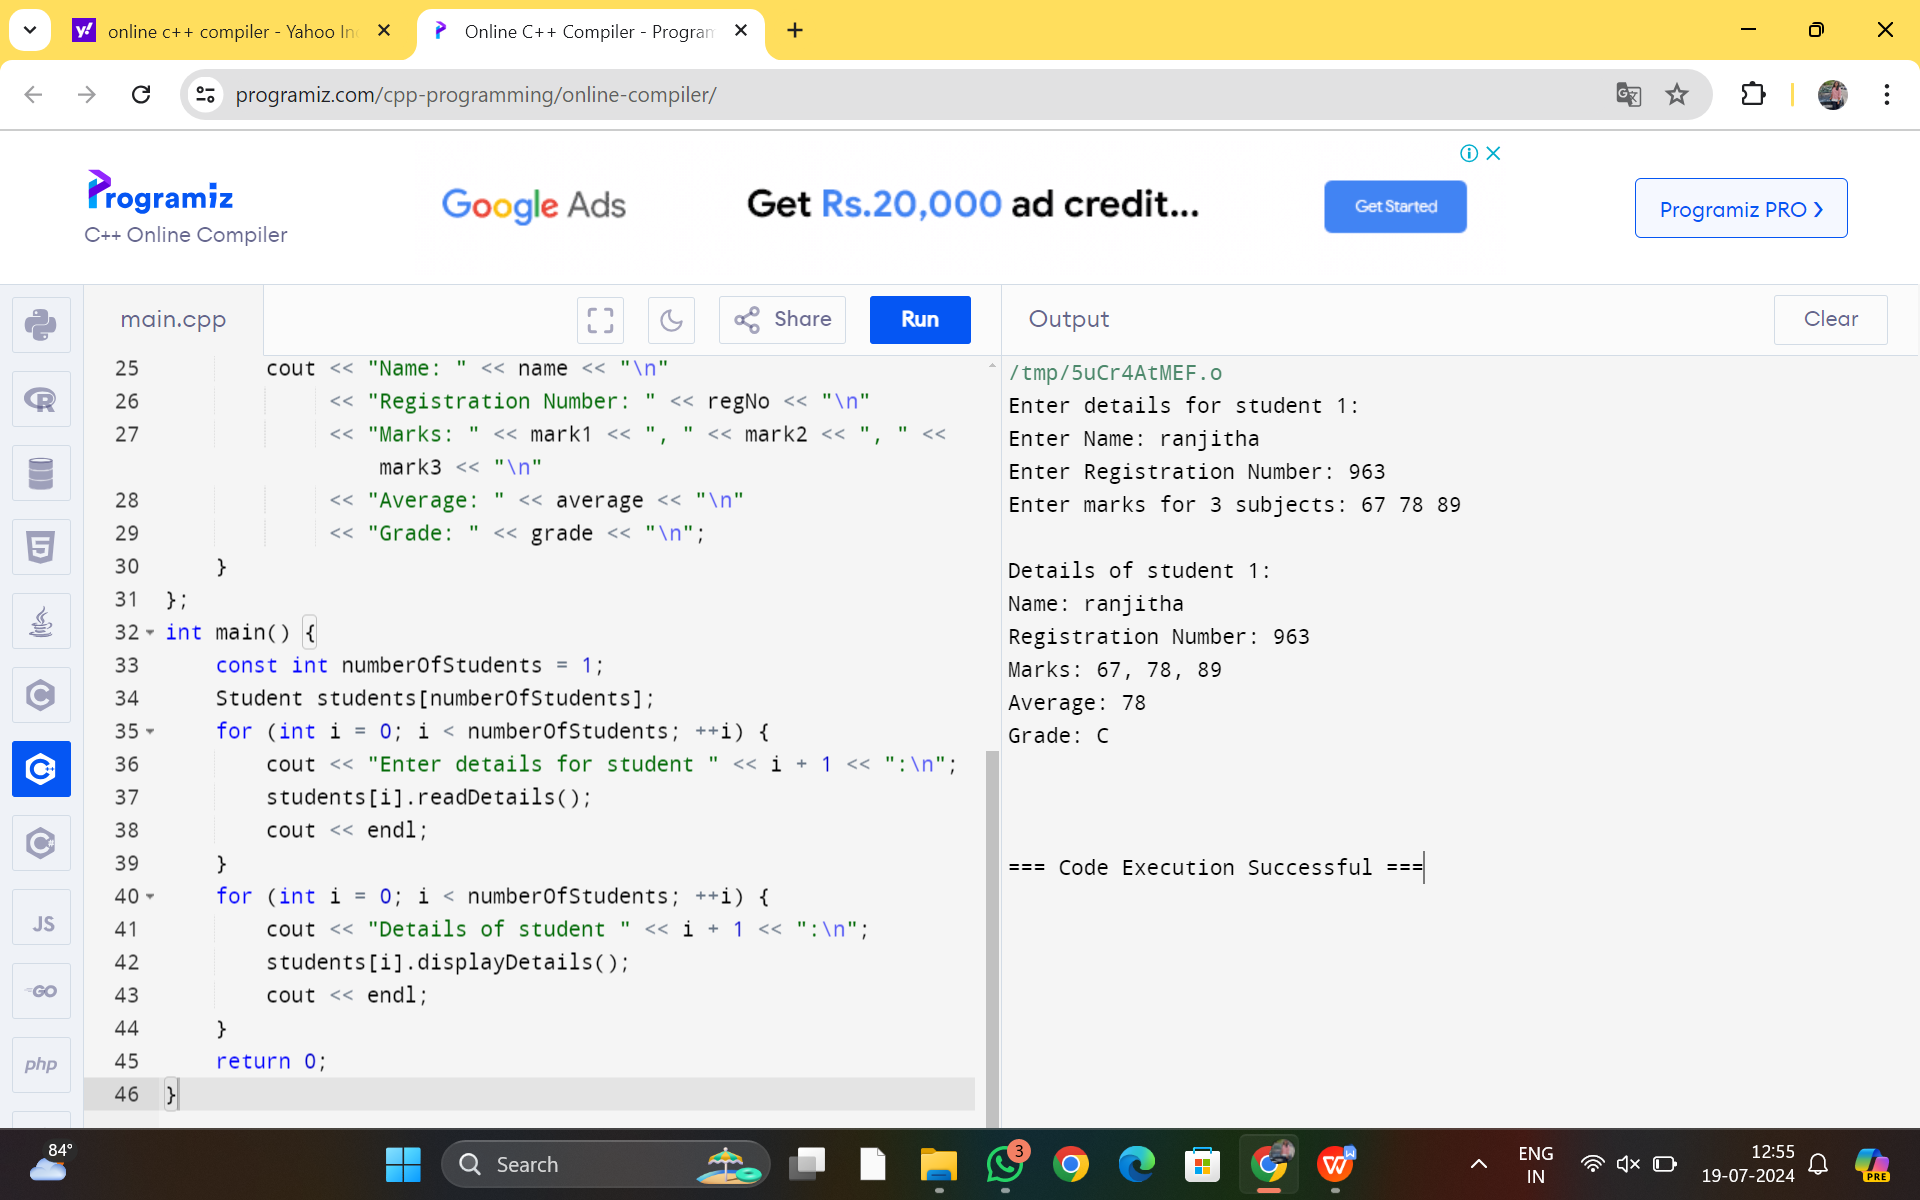 online c++ compiler - Yahoo In
Online C++ Compiler - Program
programiz.com/cpp-programming/online-compiler/
Programiz
C++ Online Compiler
Google Ads
Get Rs.20,000 ad credit...
Get Started
Programiz PRO ›
main.cpp
Share
Run
Output
Clear
25 cout << "Name: " << name << "\n"
26 << "Registration Number: " << regNo << "\n"
27 << "Marks: " << mark1 << ", " << mark2 << ", " <<
mark3 << "\n"
28 << "Average: " << average << "\n"
29 << "Grade: " << grade << "\n";
30 }
31 };
32 int main() {
33 const int numberOfStudents = 1;
34 Student students[numberOfStudents];
35 for (int i = 0; i < numberOfStudents; ++i) {
36 cout << "Enter details for student " << i + 1 << ":\n";
37 students[i].readDetails();
38 cout << endl;
39 }
40 for (int i = 0; i < numberOfStudents; ++i) {
41 cout << "Details of student " << i + 1 << ":\n";
42 students[i].displayDetails();
43 cout << endl;
44 }
45 return 0;
46 }
/tmp/5uCr4AtMEF.o
Enter details for student 1:
Enter Name: ranjitha
Enter Registration Number: 963
Enter marks for 3 subjects: 67 78 89
Details of student 1:
Name: ranjitha
Registration Number: 963
Marks: 67, 78, 89
Average: 78
Grade: C
=== Code Execution Successful ===
JS
GO
php
84°
Search
3
ENG
IN
12:55
19-07-2024
PRE